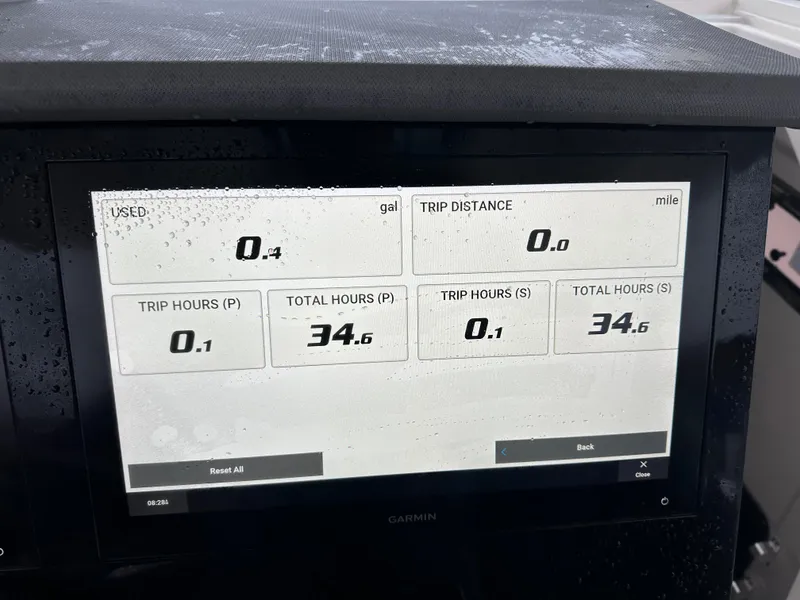 USED
gal
0.4
TRIP DISTANCE
mile
0.0
TRIP HOURS (P)
0.1
TOTAL HOURS (P)
34.6
TRIP HOURS (S)
0.1
TOTAL HOURS (S)
34.6
Reset All
Back
Close
GARMIN